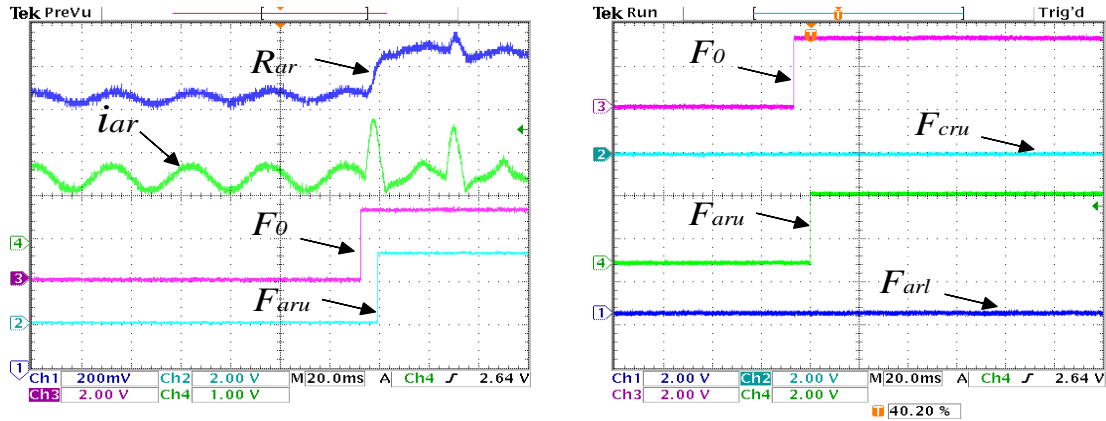 Tek PreVu
Rar
iar
F0
Faru
4
3
2
1
Ch1 200mV Ch2 2.00 V M 20.0ms A Ch4 2.64 V
Ch3 2.00 V Ch4 1.00 V
Tek Run Trig'd
T
T
F0
3
Fcru
2
Faru
4
Farl
1
Ch1 2.00 V Ch2 2.00 V M 20.0ms A Ch4 2.64 V
Ch3 2.00 V Ch4 2.00 V
T 40.20 %